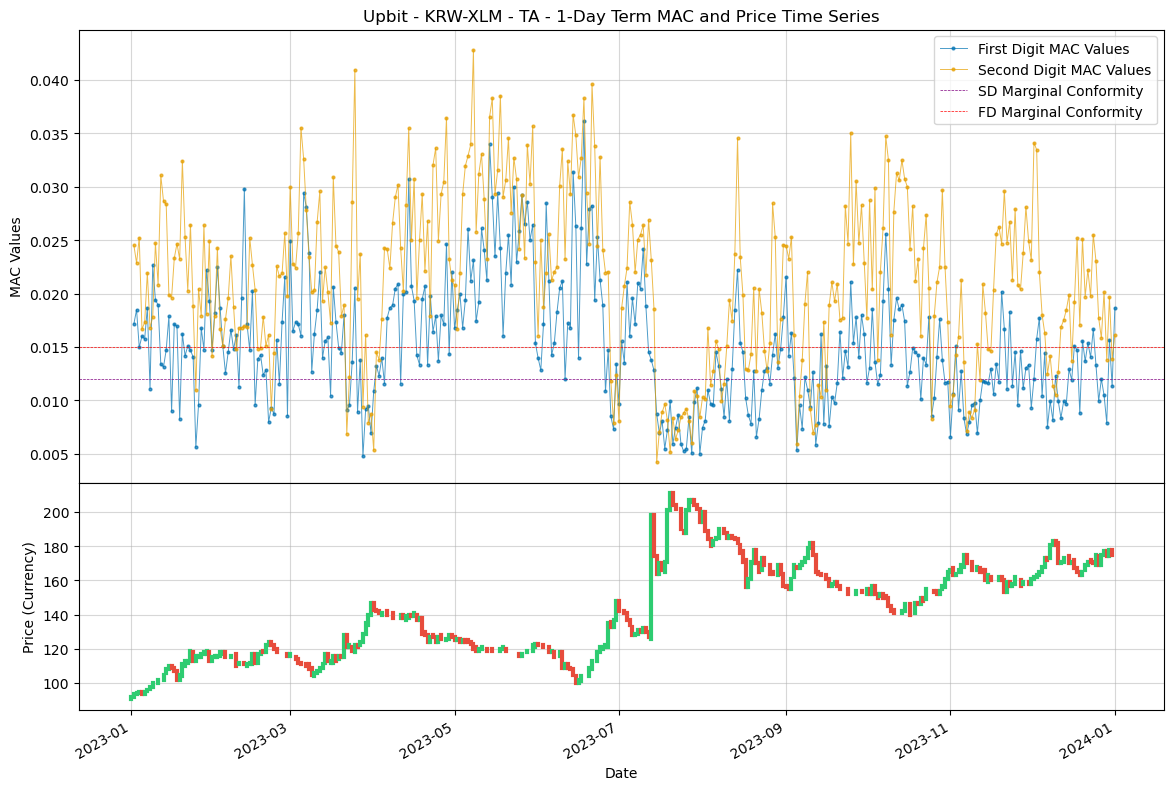 Upbit - KRW-XLM - TA - 1-Day Term MAC and Price Time Series
First Digit MAC Values
Second Digit MAC Values
SD Marginal Conformity
FD Marginal Conformity
MAC Values
0.040
0.035
0.030
0.025
0.020
0.015
0.010
0.005
Price (Currency)
200
180
160
140
120
100
2023-01
2023-03
2023-05
2023-07
2023-09
2023-11
2024-01
Date